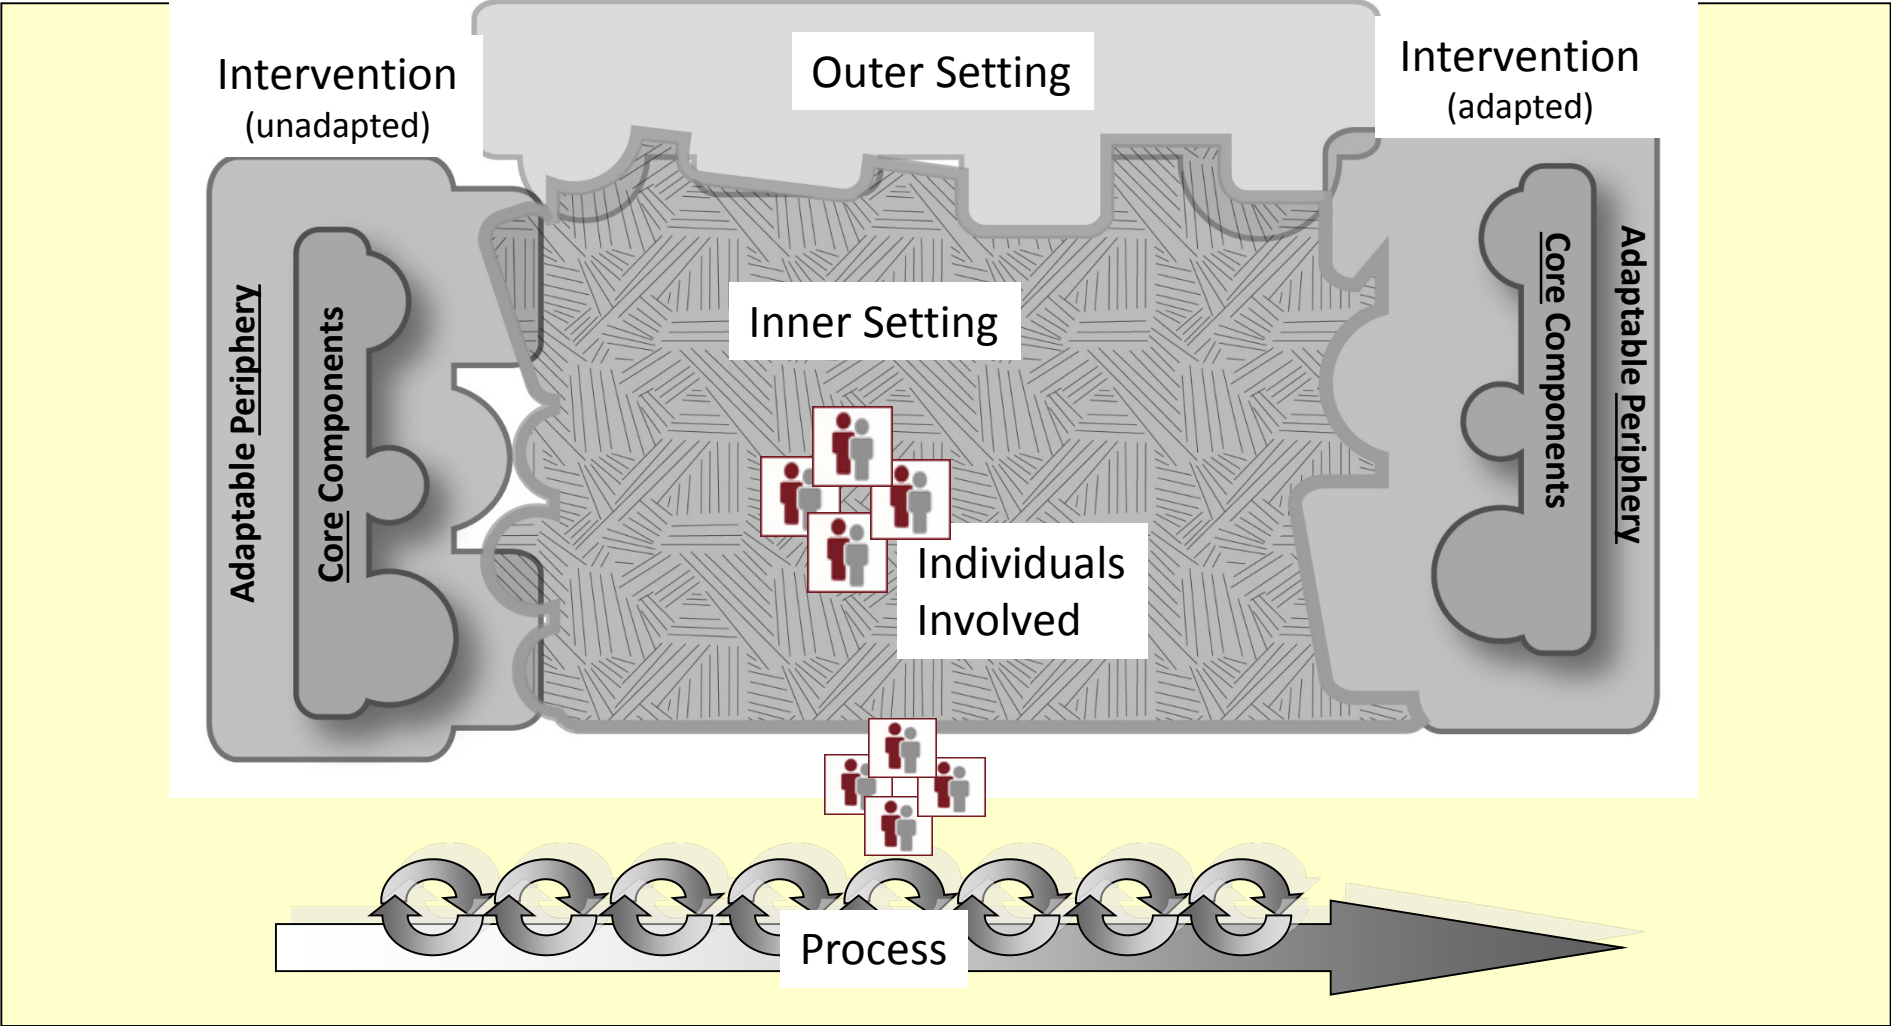 Intervention
(unadapted)
Outer Setting
Intervention
(adapted)
Adaptable Periphery
Core Components
Inner Setting
Individuals
Involved
Core Components
Adaptable Periphery
Process